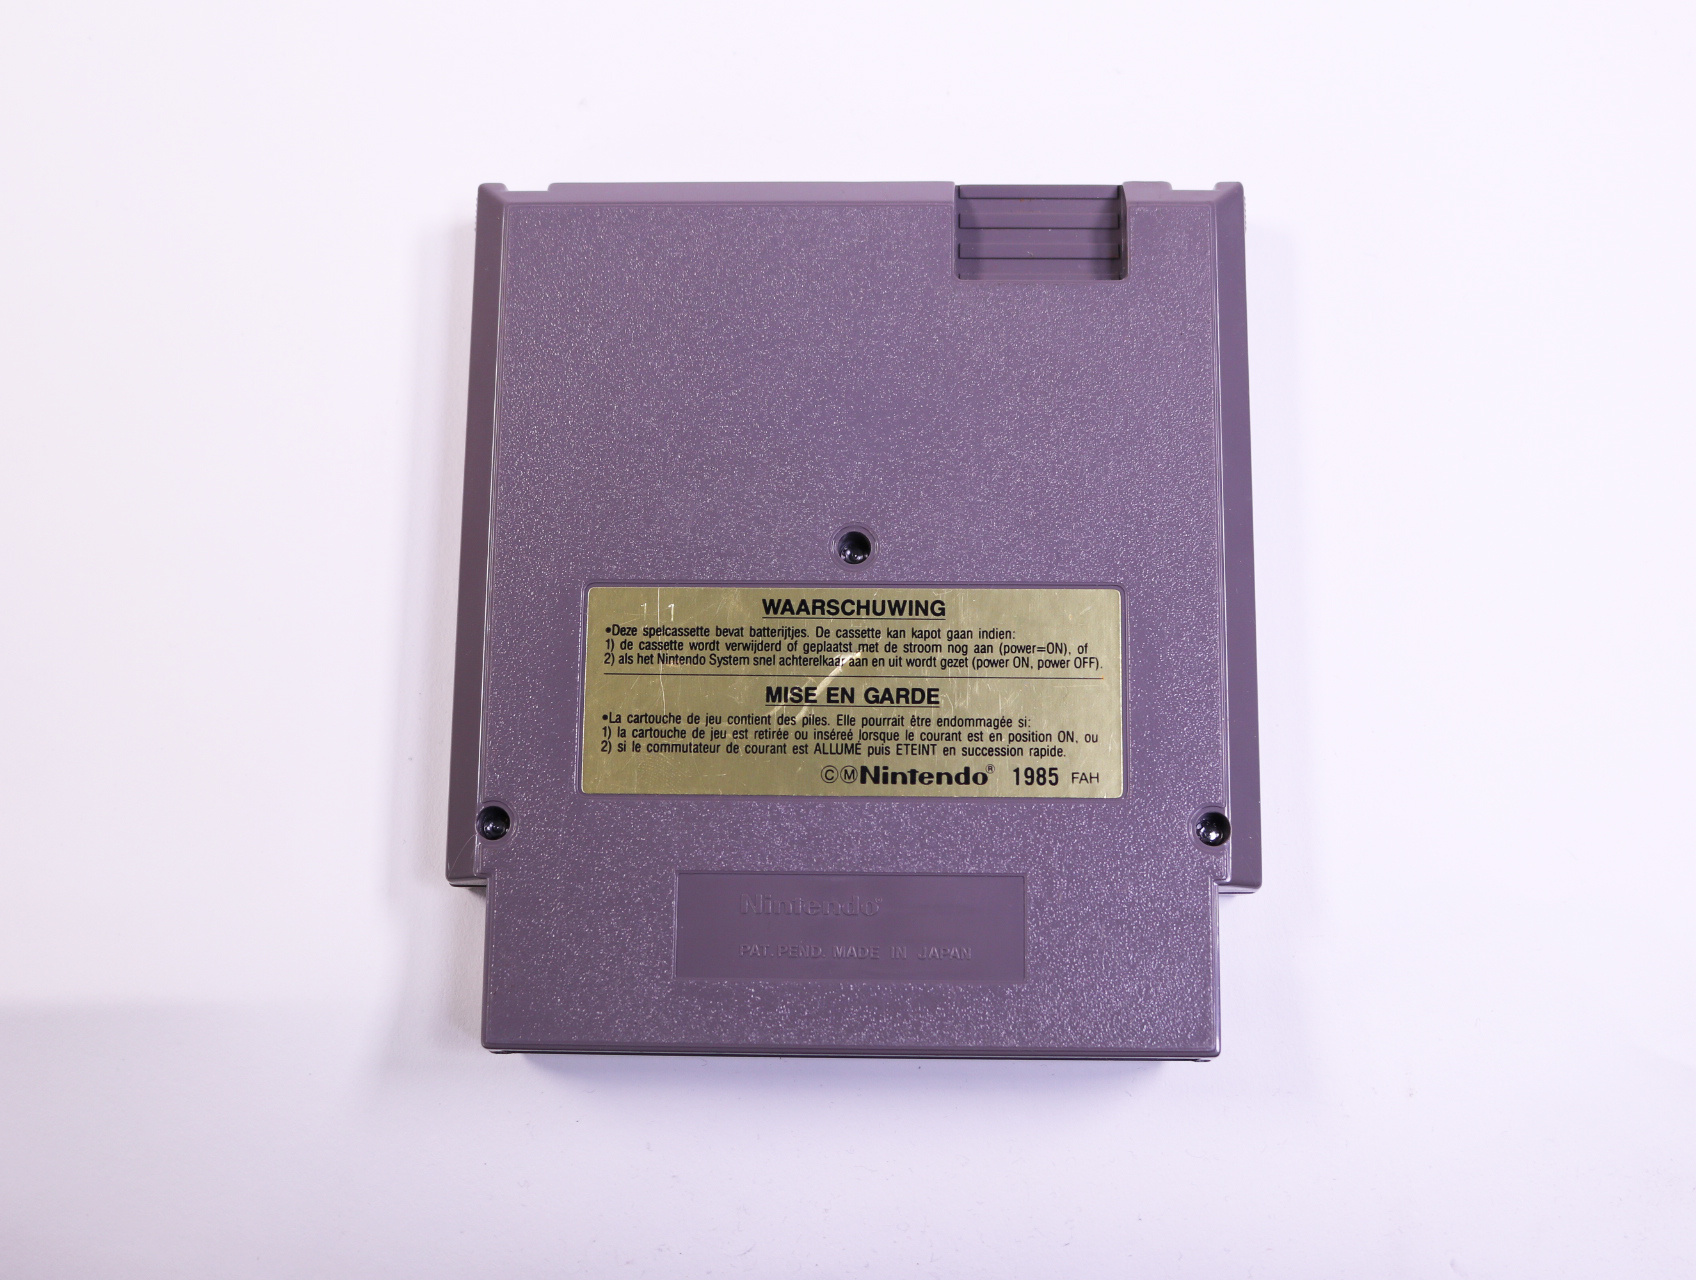 WAARSCHUWING
•Deze spelcassette bevat batterijtjes. De cassette kan kapot gaan indien:
1) de cassette wordt verwijderd of geplaatst met de stroom nog aan (power=ON), of
2) als het Nintendo System snel achterelkaar aan en uit wordt gezet (power ON, power OFF).
MISE EN GARDE
•La cartouche de jeu contient des piles. Elle pourrait être endommagée si:
1) la cartouche de jeu est retirée ou inséreé lorsque le courant est en position ON, ou
2) si le commutateur de courant est ALLUMÉ puis ETEINT en succession rapide.
ⒸⓂNintendo® 1985 FAH
Nintendo®
PAT. PEND. MADE IN JAPAN